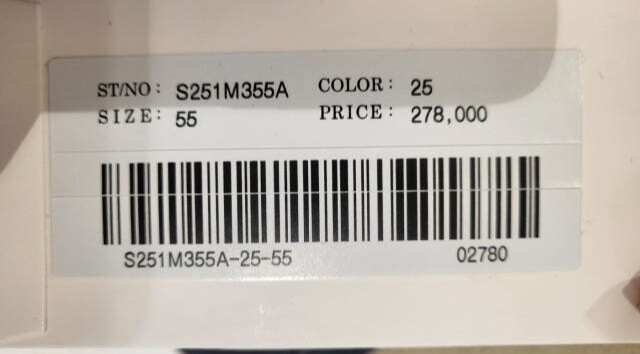 ST/NO: S251M355A COLOR: 25
SIZE: 55 PRICE: 278,000
S251M355A-25-55 02780